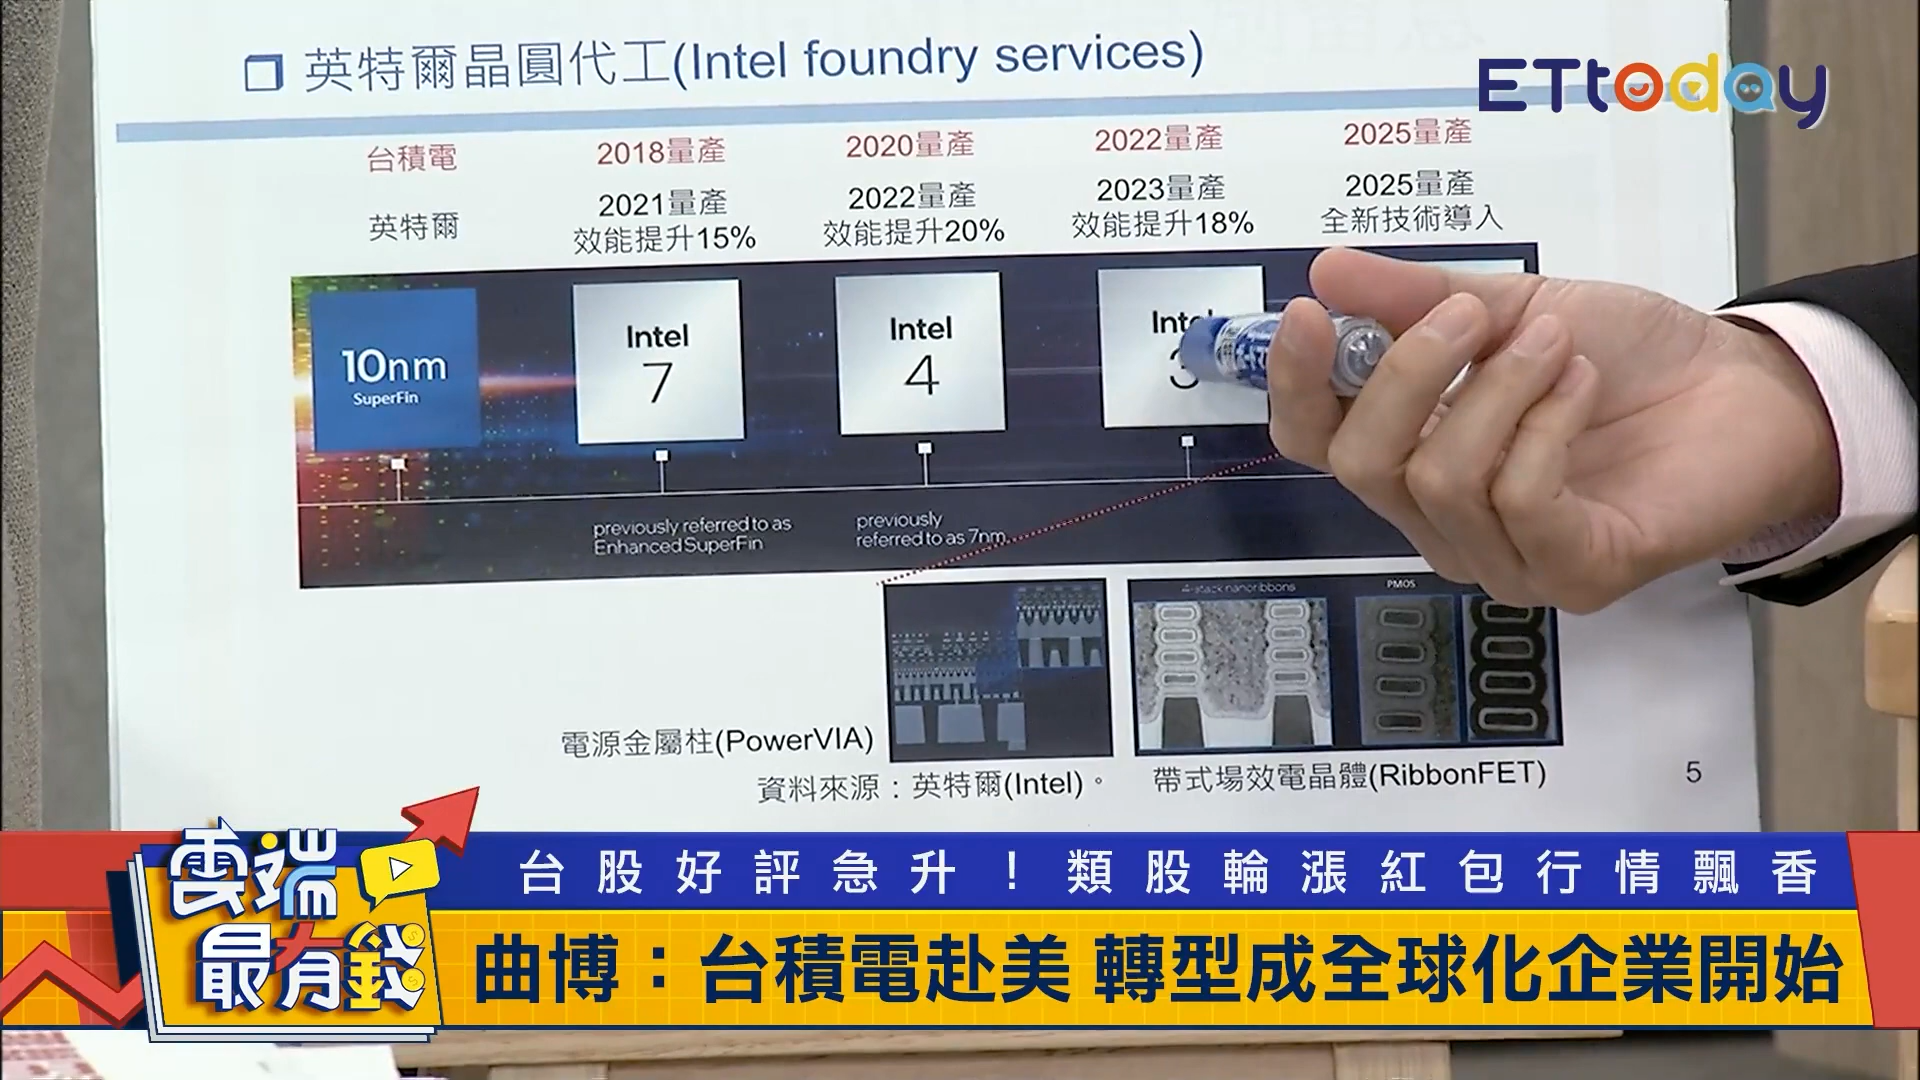 英特爾晶圓代工(Intel foundry services)
ETtoday
台積電 2018量產 2020量產 2022量產 2025量產
英特爾 2021量產 2022量產 2023量產 2025量產
效能提升15% 效能提升20% 效能提升18% 全新技術導入
10nm
SuperFin
Intel
7
Intel
4
Inte
3
previously referred to as
Enhanced SuperFin
previously
referred to as 7nm
4-stack nanoribbons
PMOS
電源金屬柱(PowerVIA)
資料來源：英特爾(Intel)。
帶式場效電晶體(RibbonFET)
5
雲端
最有錢
台股好評急升！類股輪漲紅包行情飄香
曲博：台積電赴美 轉型成全球化企業開始